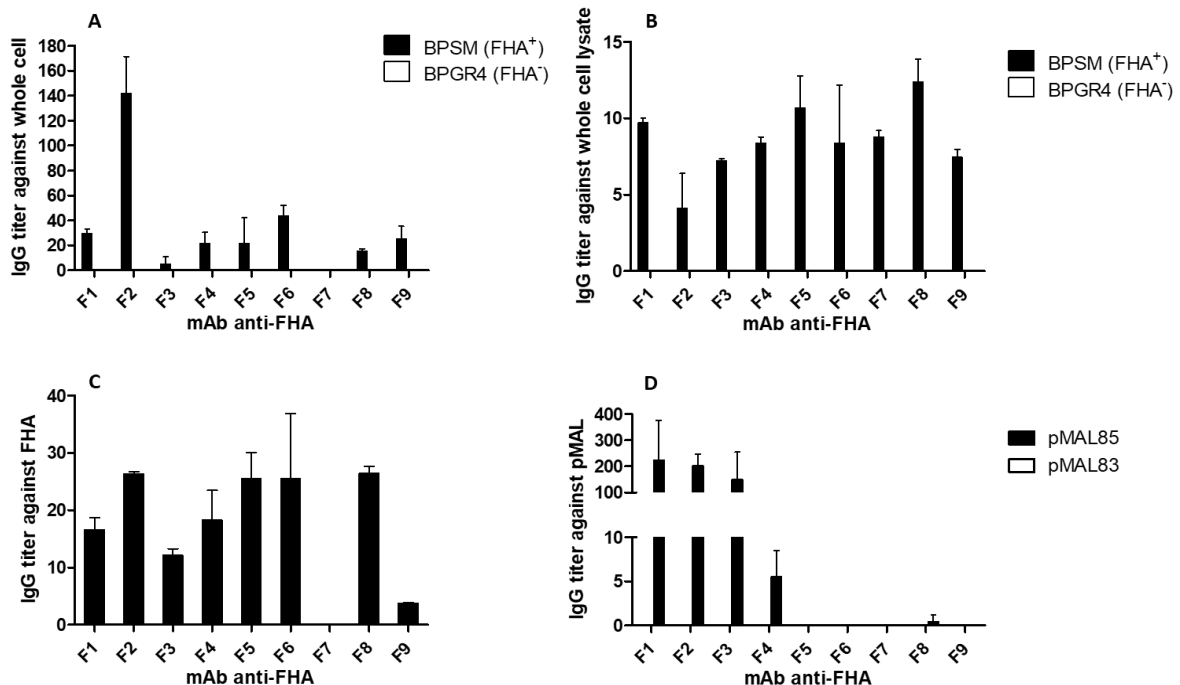 A
IgG titer against whole cell
180
160
140
120
100
80
60
40
20
0
F1 F2 F3 F4 F5 F6 F7 F8 F9
mAb anti-FHA
BPSM (FHA⁺)
BPGR4 (FHA⁻)
B
IgG titer against whole cell lysate
15
10
5
0
F1 F2 F3 F4 F5 F6 F7 F8 F9
mAb anti-FHA
BPSM (FHA⁺)
BPGR4 (FHA⁻)
C
IgG titer against FHA
40
30
20
10
0
F1 F2 F3 F4 F5 F6 F7 F8 F9
mAb anti-FHA
D
IgG titer against pMAL
400
300
200
100
10
5
0
F1 F2 F3 F4 F5 F6 F7 F8 F9
mAb anti-FHA
pMAL85
pMAL83